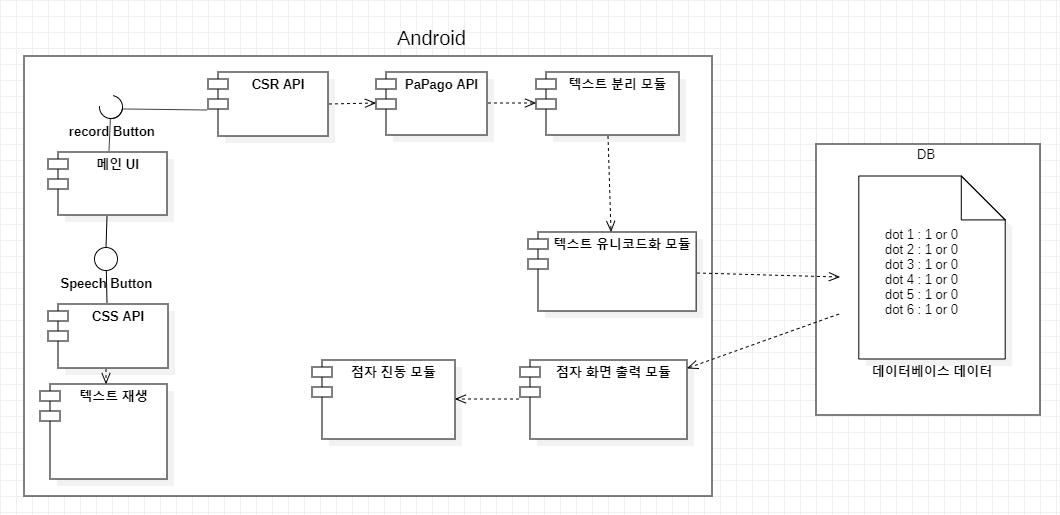 Android
CSR API
PaPago API
텍스트 분리 모듈
record Button
메인 UI
DB
dot 1 : 1 or 0
dot 2 : 1 or 0
dot 3 : 1 or 0
dot 4 : 1 or 0
dot 5 : 1 or 0
dot 6 : 1 or 0
데이터베이스 데이터
텍스트 유니코드화 모듈
Speech Button
CSS API
점자 진동 모듈
점자 화면 출력 모듈
텍스트 재생